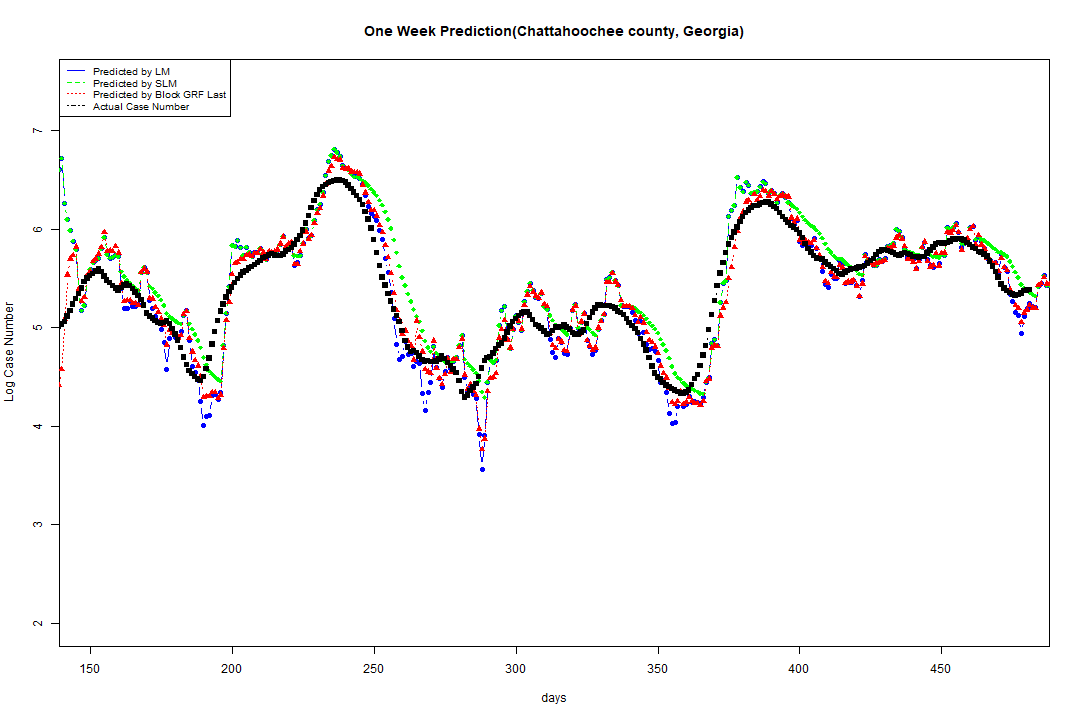 One Week Prediction(Chattahoochee county, Georgia)
Predicted by LM
Predicted by SLM
Predicted by Block GRF Last
Actual Case Number
7
6
5
4
3
2
Log Case Number
150 200 250 300 350 400 450
days